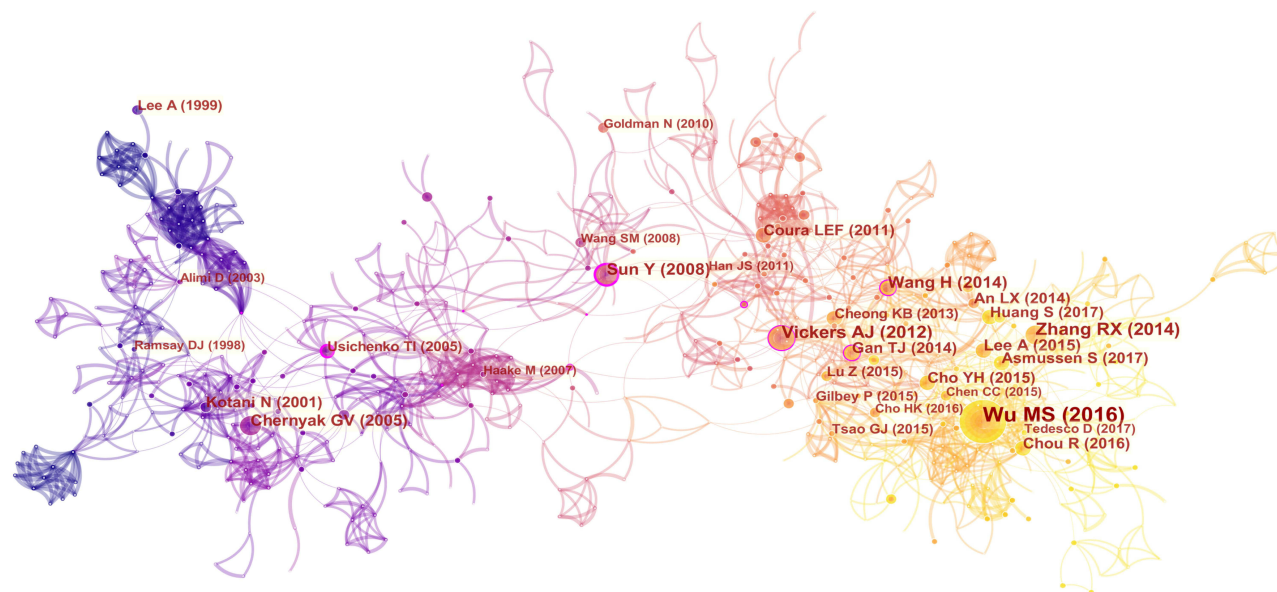 Lee A (1999)
Goldman N (2010)
Coura LEF (2011)
Wang SM (2008)
Sun Y (2008)
Han JS (2011)
Alimi D (2003)
Wang H (2014)
An LX (2014)
Huang S (2017)
Cheong KB (2013)
Vickers AJ (2012)
Zhang RX (2014)
Ramsay DJ (1998)
Usichenko TI (2005)
Gan TJ (2014)
Lee A (2015)
Asmussen S (2017)
Haake M (2007)
Lu Z (2015)
Cho YH (2015)
Chen CC (2015)
Gilbey P (2015)
Kotani N (2001)
Cho HK (2016)
Wu MS (2016)
Chernyak GV (2005)
Tsao GJ (2015)
Tedesco D (2017)
Chou R (2016)